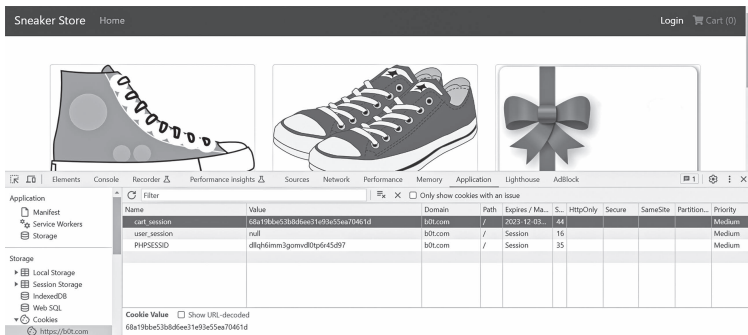 Sneaker Store Home Login Cart (0)
Elements Console Recorder Performance insights Sources Network Performance Memory Application Lighthouse AdBlock 1
Application
Manifest
Service Workers
Storage
Storage
Local Storage
Session Storage
IndexedDB
Web SQL
Cookies
https://b0t.com
Filter Only show cookies with an issue
Name Value Domain Path Expires / Ma... S... HttpOnly Secure SameSite Partition... Priority
cart_session 68a19bbe53b8d6ee31e93e55ea70461d b0t.com / 2023-12-03... 44 Medium
user_session null b0t.com / Session 16 Medium
PHPSESSID dllqh6imm3gomvdl0tp6r45d97 b0t.com / Session 35 Medium
Cookie Value Show URL-decoded
68a19bbe53b8d6ee31e93e55ea70461d